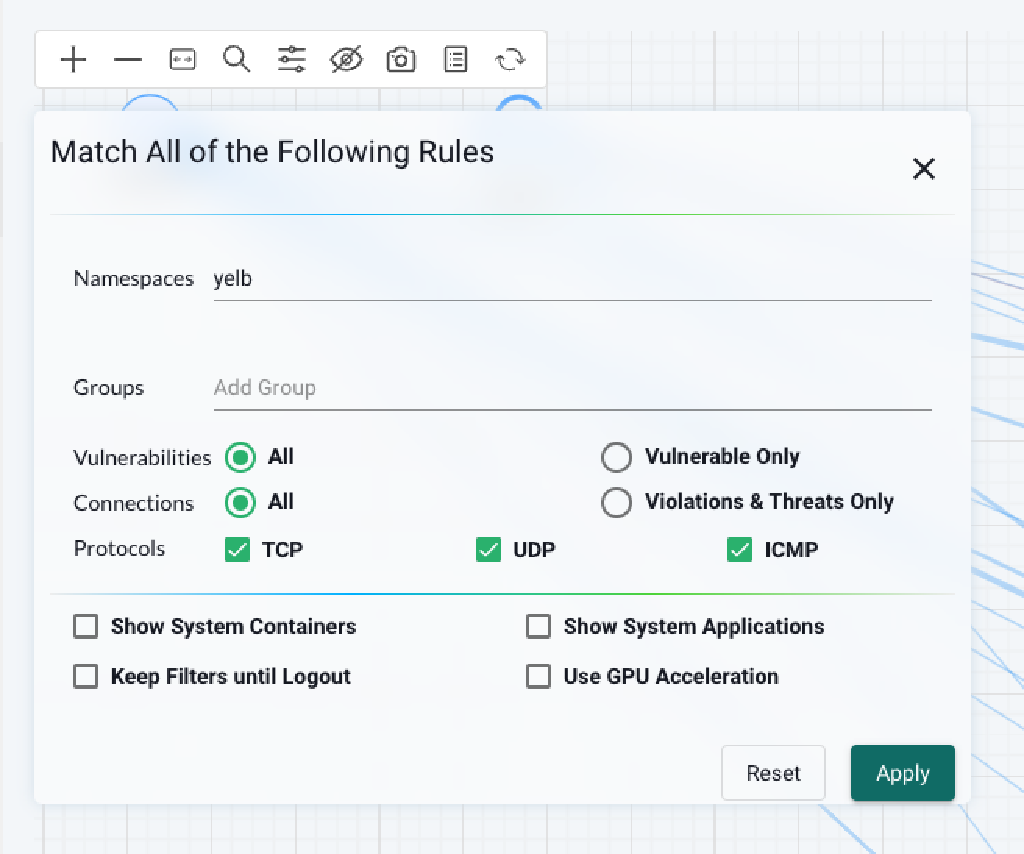 Match All of the Following Rules
Namespaces yelb
Groups Add Group
Vulnerabilities All Vulnerable Only
Connections All Violations & Threats Only
Protocols TCP UDP ICMP
Show System Containers Show System Applications
Keep Filters until Logout Use GPU Acceleration
Reset Apply